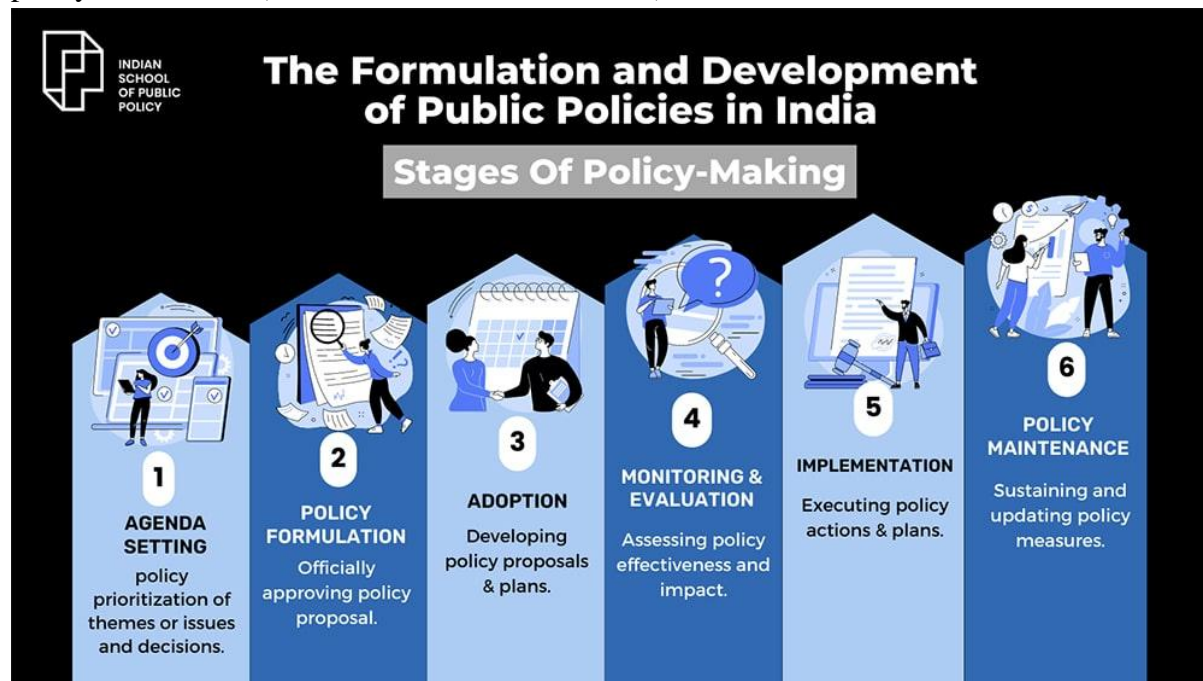 INDIAN
SCHOOL
OF PUBLIC
POLICY
The Formulation and Development
of Public Policies in India
Stages Of Policy-Making
1
AGENDA
SETTING
policy
prioritization of
themes or issues
and decisions.
2
POLICY
FORMULATION
Officially
approving policy
proposal.
3
ADOPTION
Developing
policy proposals
& plans.
4
MONITORING &
EVALUATION
Assessing policy
effectiveness and
impact.
5
IMPLEMENTATION
Executing policy
actions & plans.
6
POLICY
MAINTENANCE
Sustaining and
updating policy
measures.